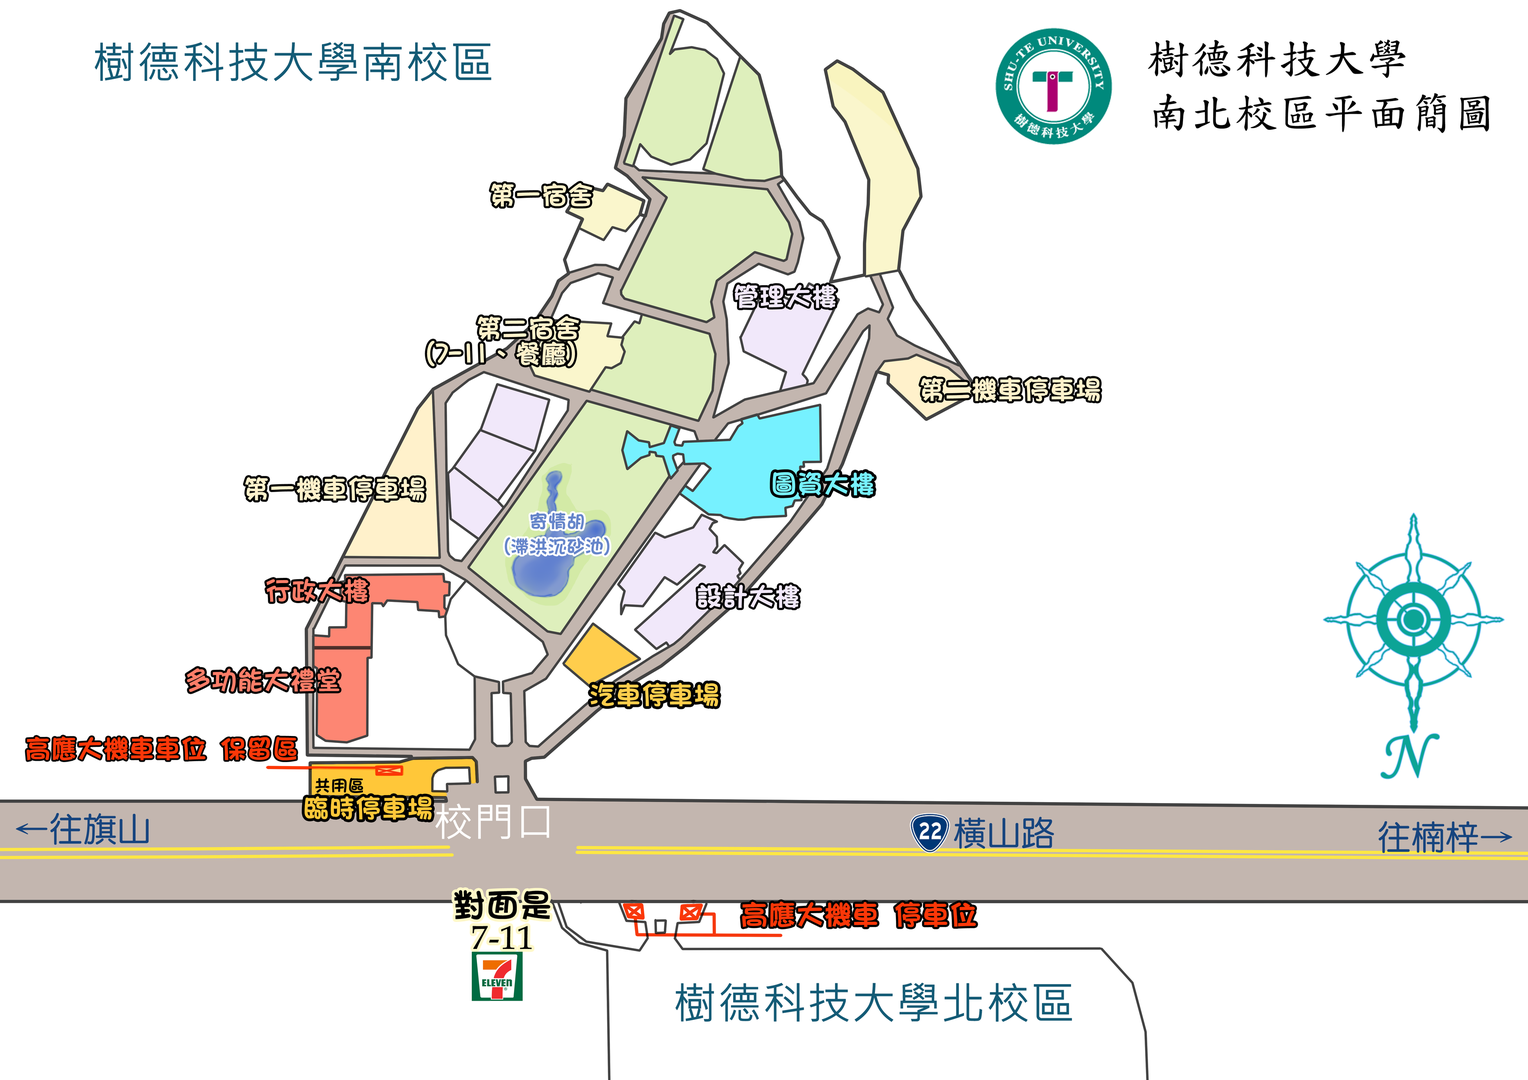 樹德科技大學南校區
SHU-TE UNIVERSITY
樹德科技大學
樹德科技大學
南北校區平面簡圖
第一宿舍
管理大樓
第二宿舍
(7-11、餐廳)
第二機車停車場
第一機車停車場
圖資大樓
寄情胡
(滯洪沉砂池)
行政大樓
設計大樓
多功能大禮堂
汽車停車場
高應大機車車位 保留區
共用區
臨時停車場
校門口
N
←往旗山
22 橫山路
往楠梓→
對面是
7-11
7
ELEVEN
高應大機車 停車位
樹德科技大學北校區